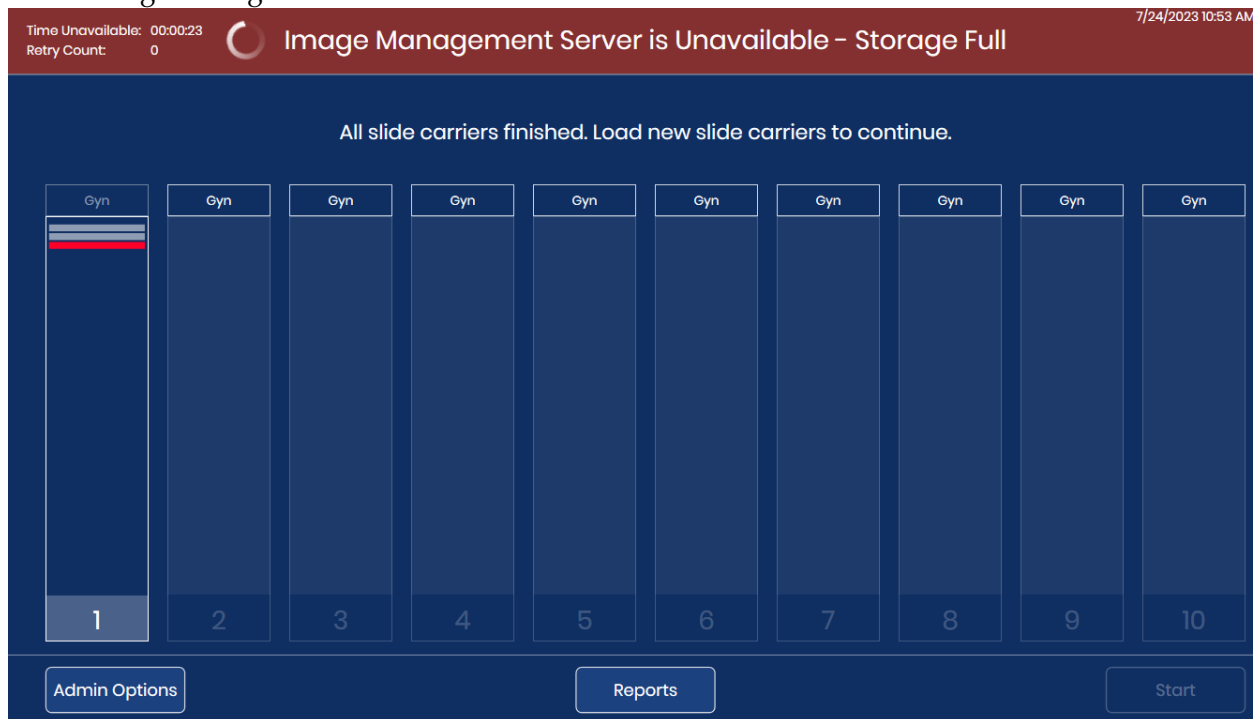 7/24/2023 10:53 AM
Time Unavailable: 00:00:23
Retry Count: 0
Image Management Server is Unavailable - Storage Full
All slide carriers finished. Load new slide carriers to continue.
Gyn Gyn Gyn Gyn Gyn Gyn Gyn Gyn Gyn Gyn
1 2 3 4 5 6 7 8 9 10
Admin Options Reports Start